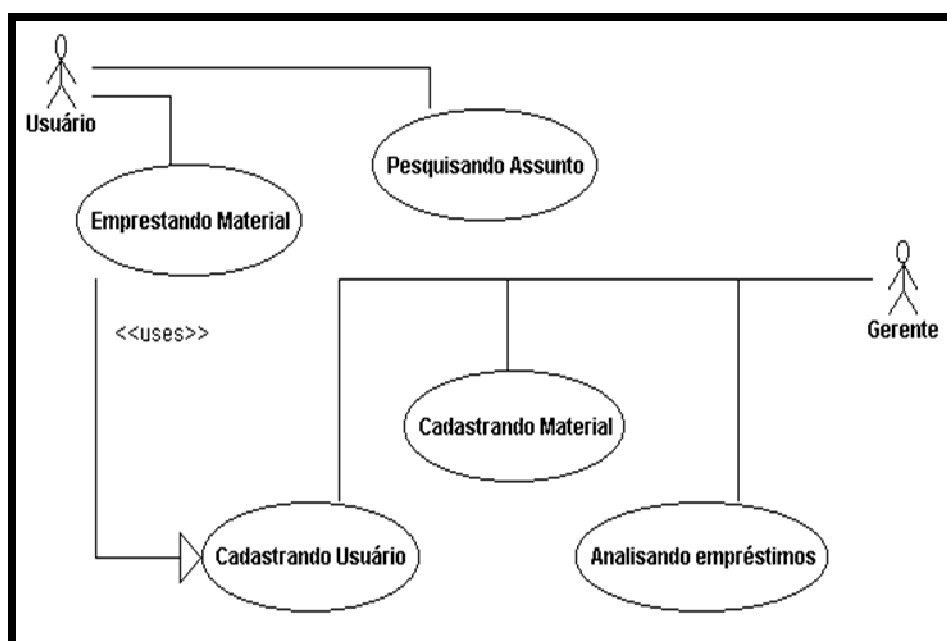 Usuário
Pesquisando Assunto
Emprestando Material
<<uses>>
Gerente
Cadastrando Material
Cadastrando Usuário
Analisando empréstimos